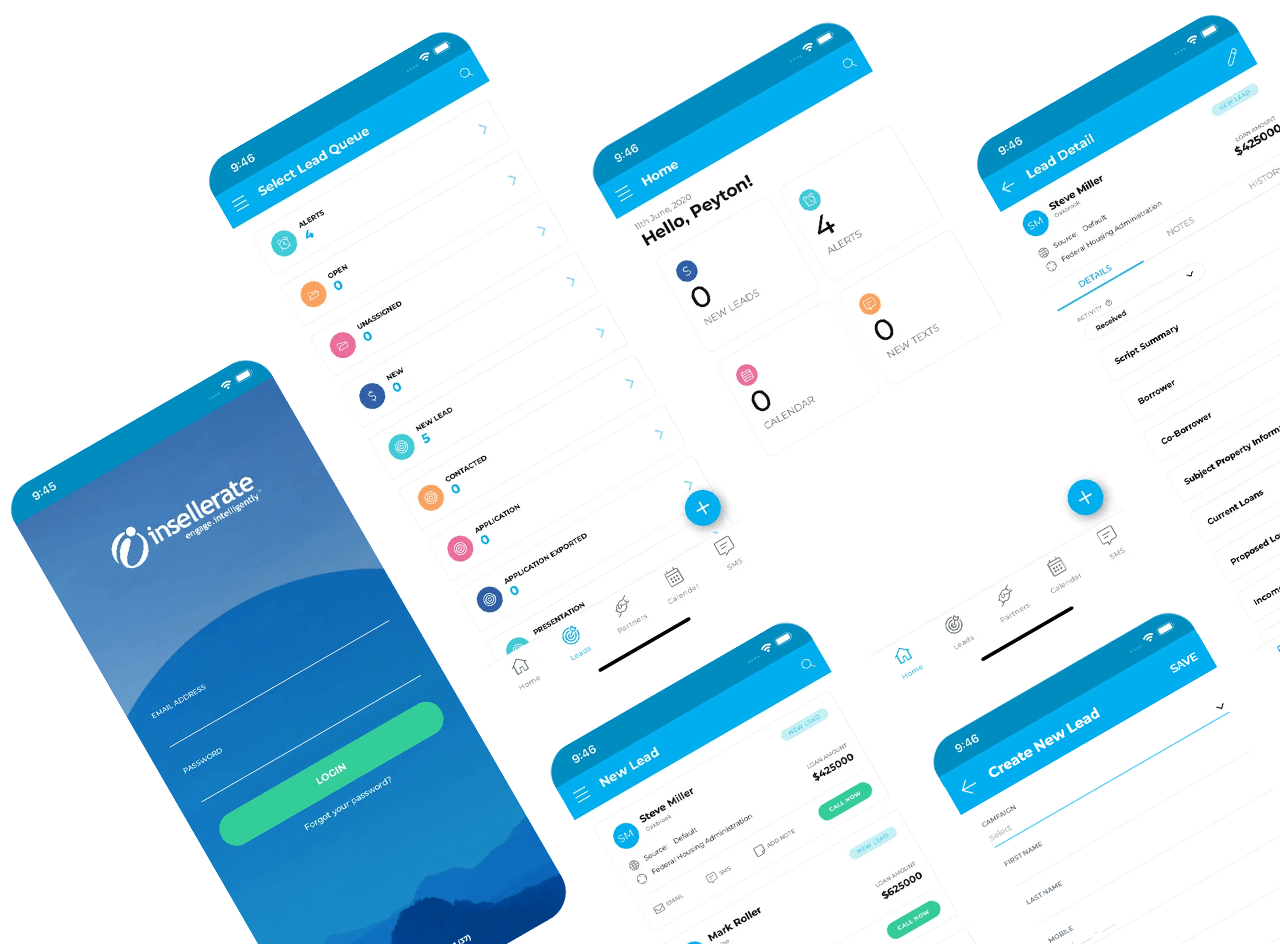 9:45
insellerate
engage.intelligently™
EMAIL ADDRESS
PASSWORD
LOGIN
Forgot your password?
9:46
Select Lead Queue
ALERTS
4
OPEN
0
UNASSIGNED
0
NEW
0
NEW LEAD
5
CONTACTED
0
APPLICATION
0
APPLICATION EXPORTED
0
PRESENTATION
Home
Leads
Partners
Calendar
SMS
9:46
Home
11th June, 2020
Hello, Peyton!
0
NEW LEADS
4
ALERTS
0
CALENDAR
0
NEW TEXTS
Home
Leads
Partners
Calendar
SMS
9:46
Lead Detail
NEW LEAD
SM
Steve Miller
Oakbrook
LOAN AMOUNT
$425000
Source: Default
Federal Housing Administration
DETAILS
NOTES
HISTORY
ACTIVITY
Received
Script Summary
Borrower
Co-Borrower
Subject Property Inform
Current Loans
Proposed Lo
Incom
9:46
New Lead
NEW LEAD
SM
Steve Miller
Oakbrook
LOAN AMOUNT
$425000
Source: Default
Federal Housing Administration
CALL NOW
EMAIL
SMS
ADD NOTE
NEW LEAD
Mark Roller
LOAN AMOUNT
$625000
CALL NOW
9:46
Create New Lead
SAVE
CAMPAIGN
Select
FIRST NAME
LAST NAME
MOBILE